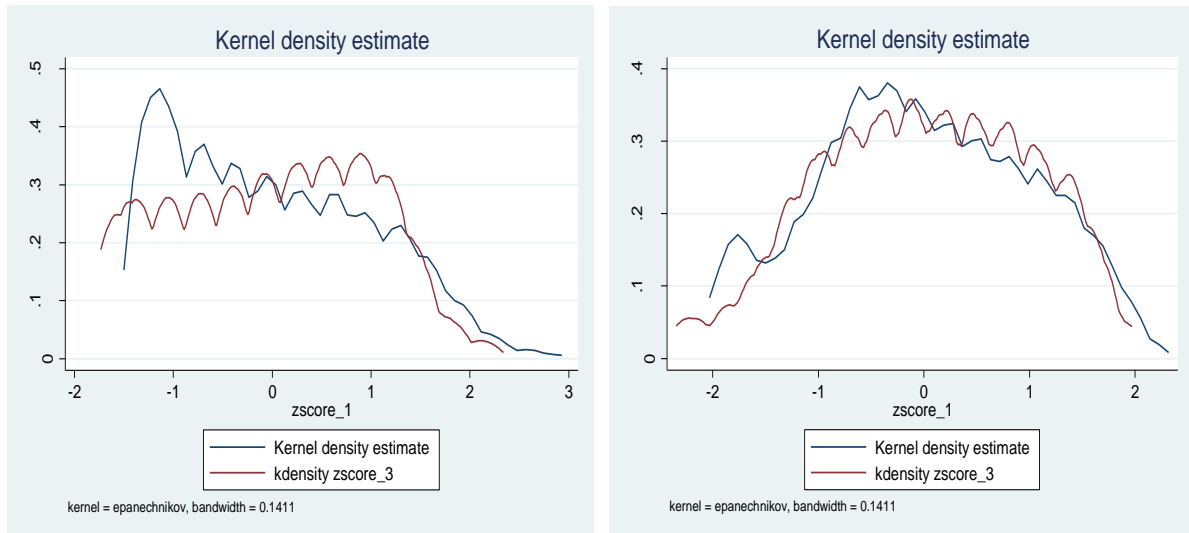 Kernel density estimate
.5
.4
.3
.2
.1
0
-2 -1 0 1 2 3
zscore_1
Kernel density estimate
kdensity zscore_3
kernel = epanechnikov, bandwidth = 0.1411
Kernel density estimate
.4
.3
.2
.1
0
-2 -1 0 1 2
zscore_1
Kernel density estimate
kdensity zscore_3
kernel = epanechnikov, bandwidth = 0.1411